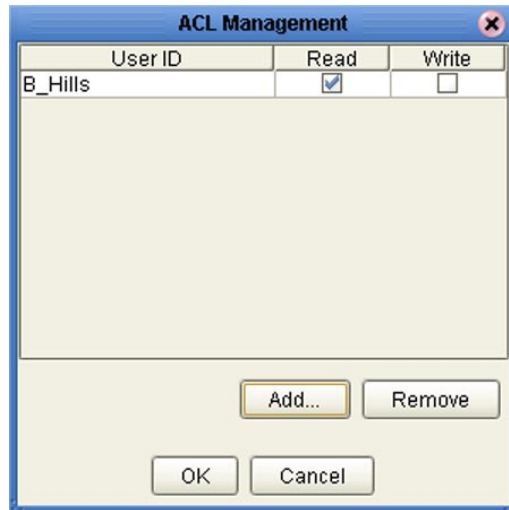 ACL Management
User ID Read Write
B_Hills
Add... Remove
OK Cancel